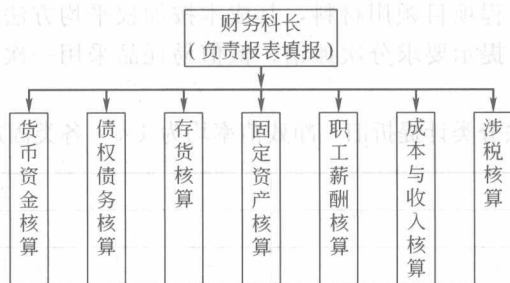 财务科长
（负责报表填报）
货币资金核算
债权债务核算
存货核算
固定资产核算
职工薪酬核算
成本与收入核算
涉税核算